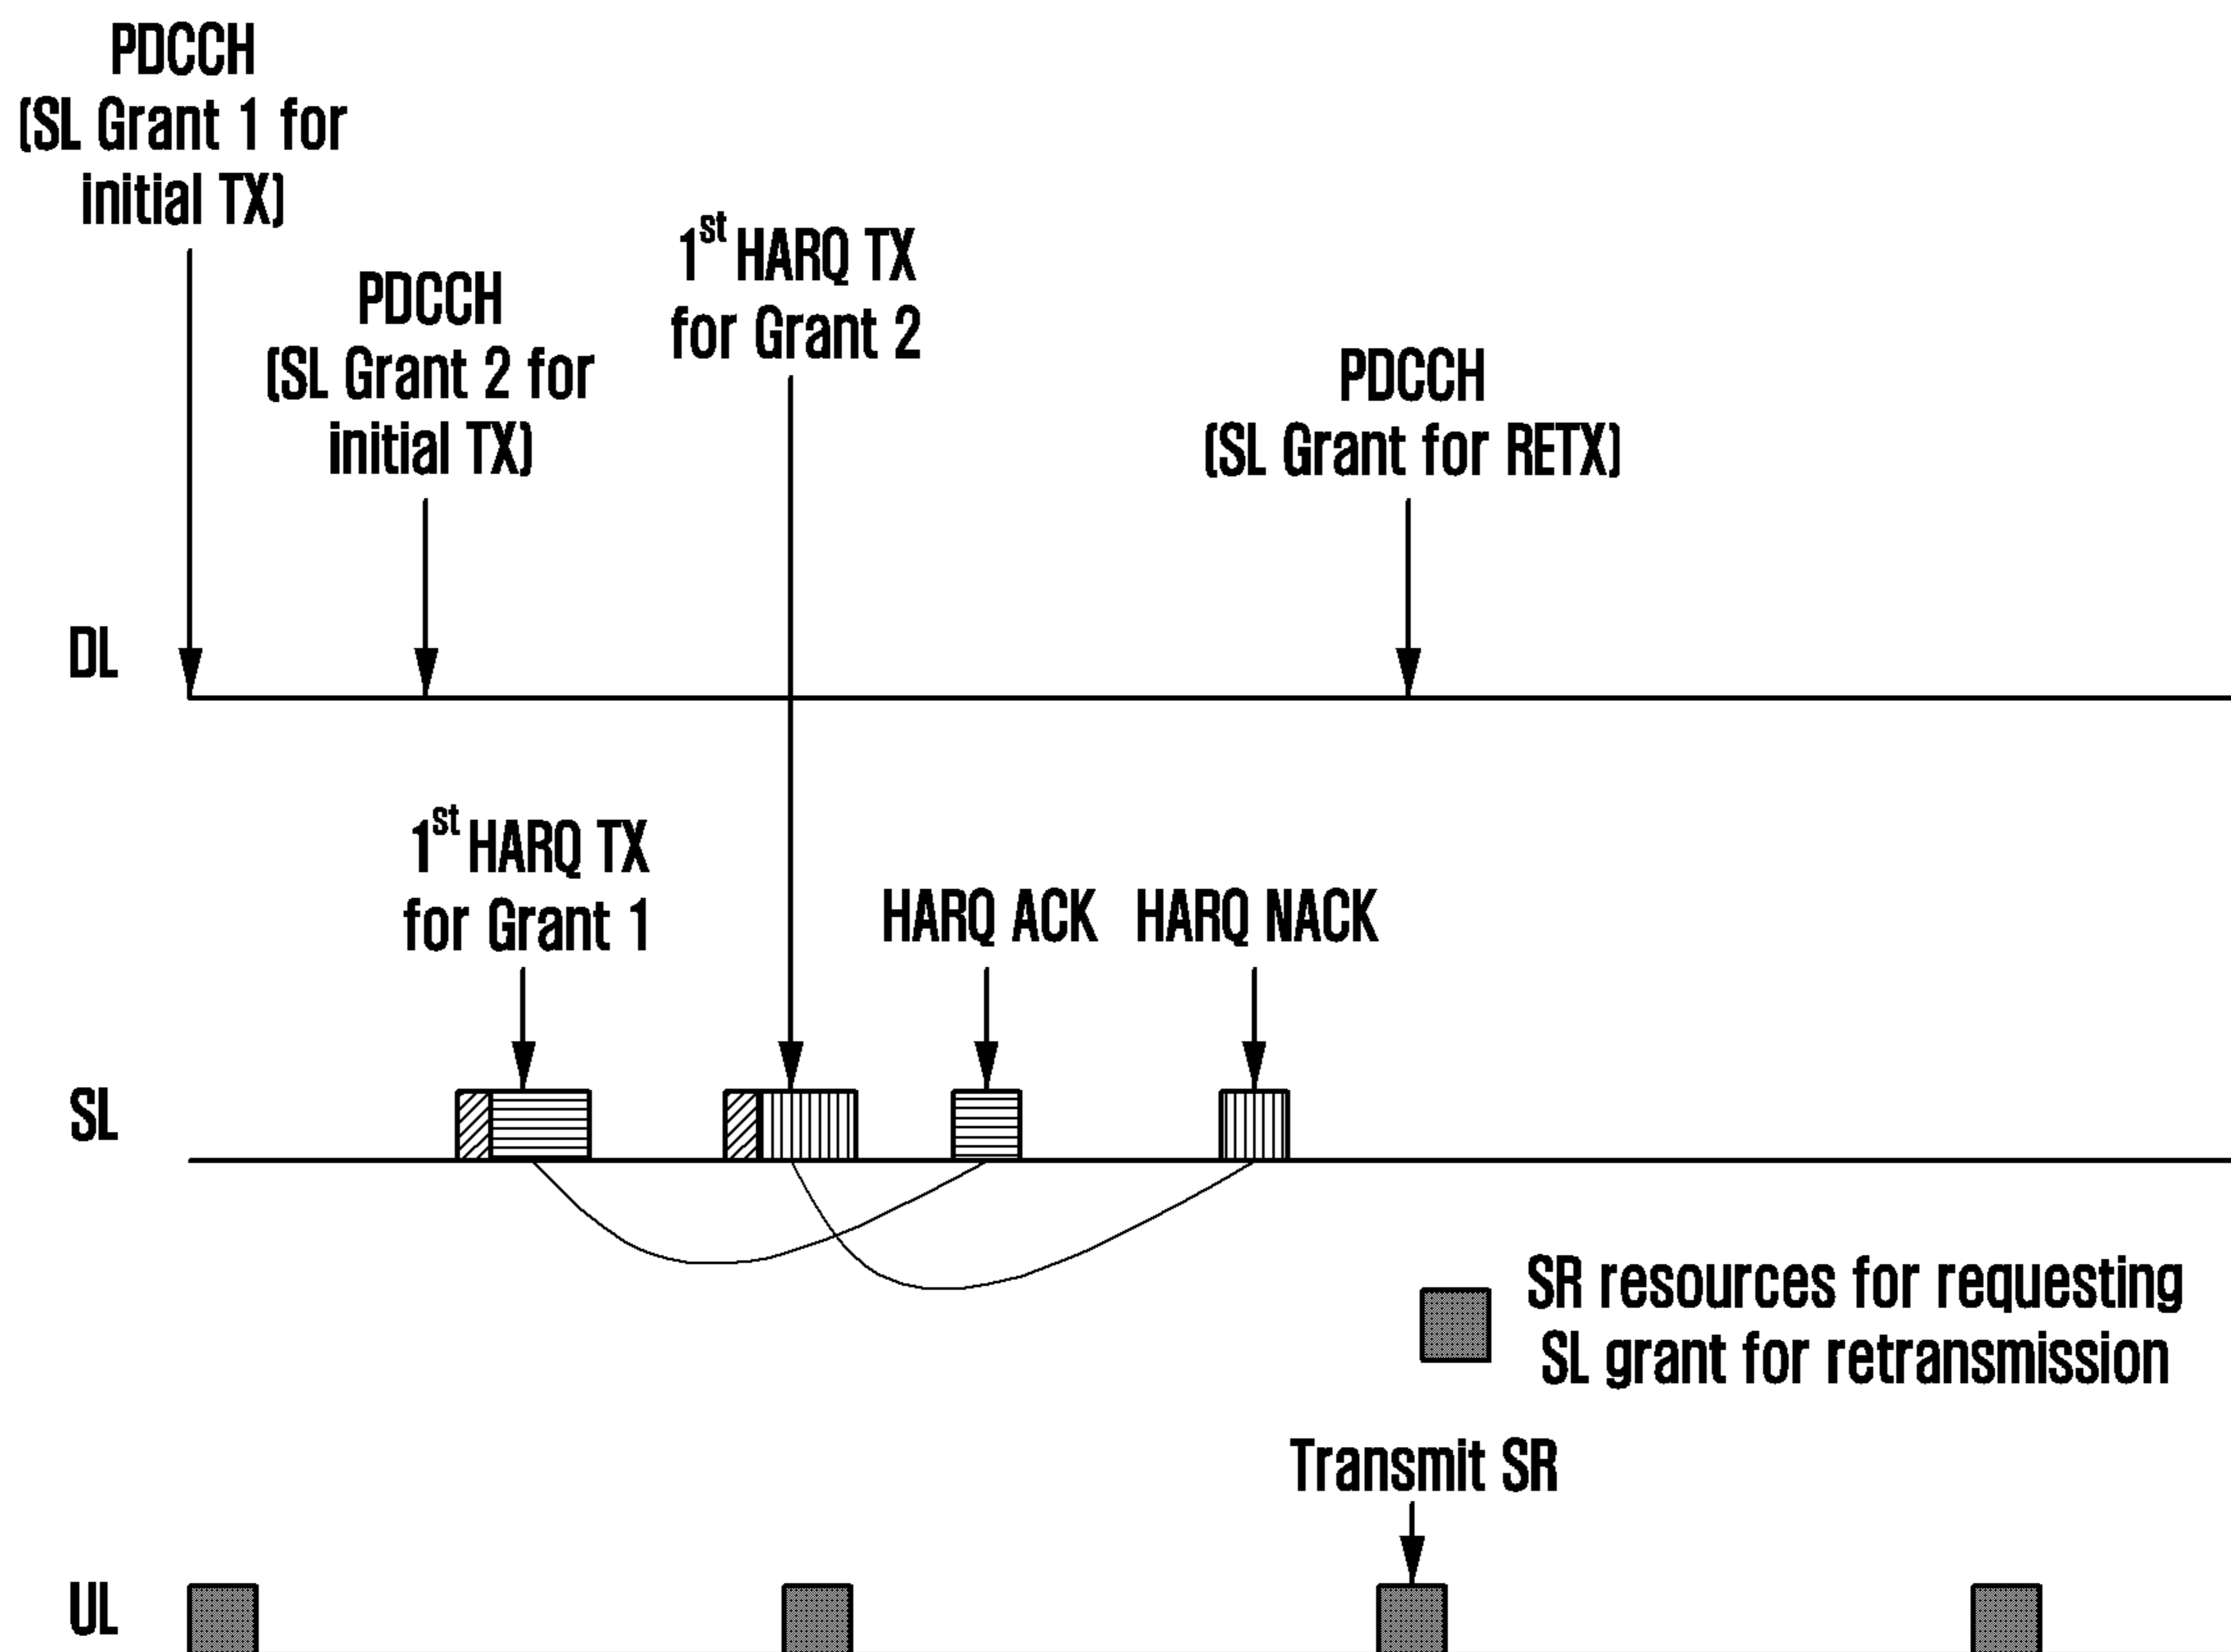 PDCCH
(SL Grant 1 for
initial TX)
PDCCH
(SL Grant 2 for
initial TX)
1st HARQ TX
for Grant 2
PDCCH
(SL Grant for RETX)
DL
1st HARQ TX
for Grant 1
HARQ ACK
HARQ NACK
SL
SR resources for requesting
SL grant for retransmission
Transmit SR
UL